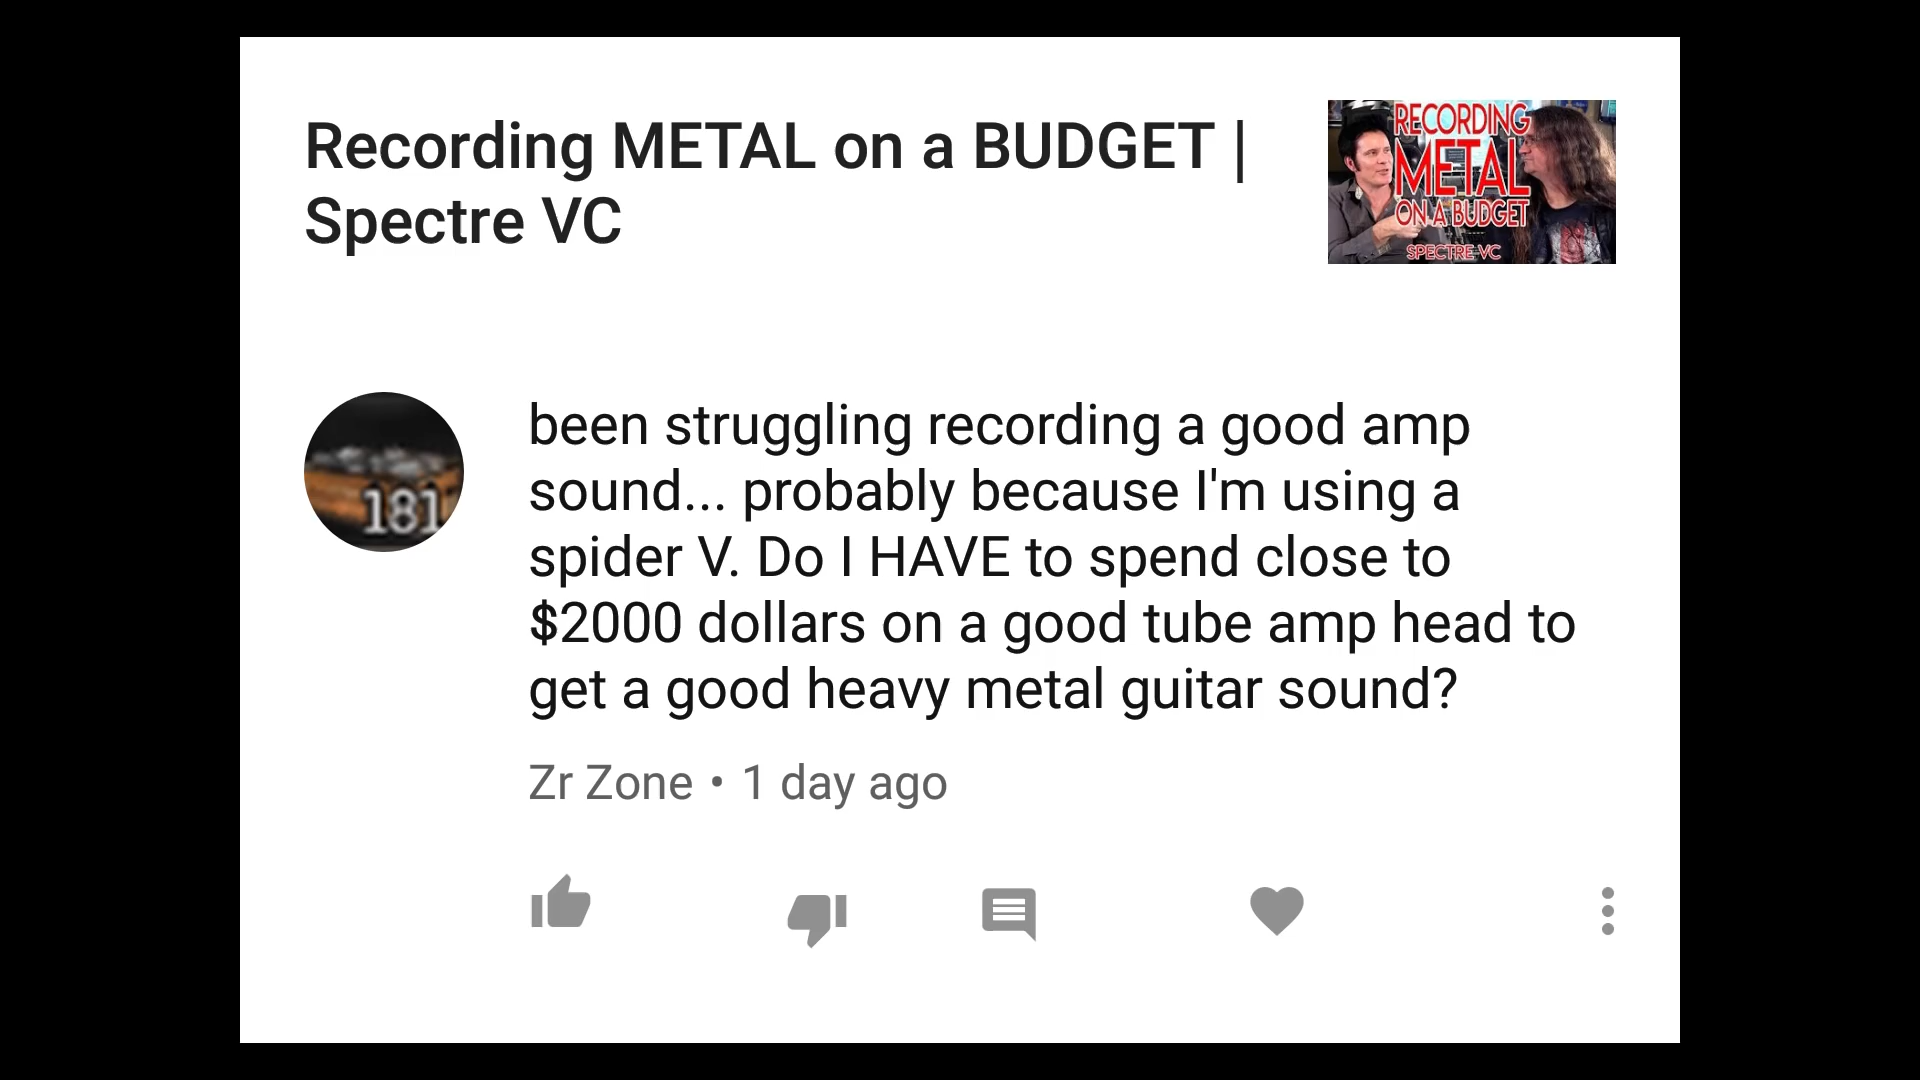 Recording METAL on a BUDGET |
Spectre VC
RECORDING
METAL
ON A BUDGET
SPECTRE VC
181
been struggling recording a good amp
sound... probably because I'm using a
spider V. Do I HAVE to spend close to
$2000 dollars on a good tube amp head to
get a good heavy metal guitar sound?
Zr Zone • 1 day ago